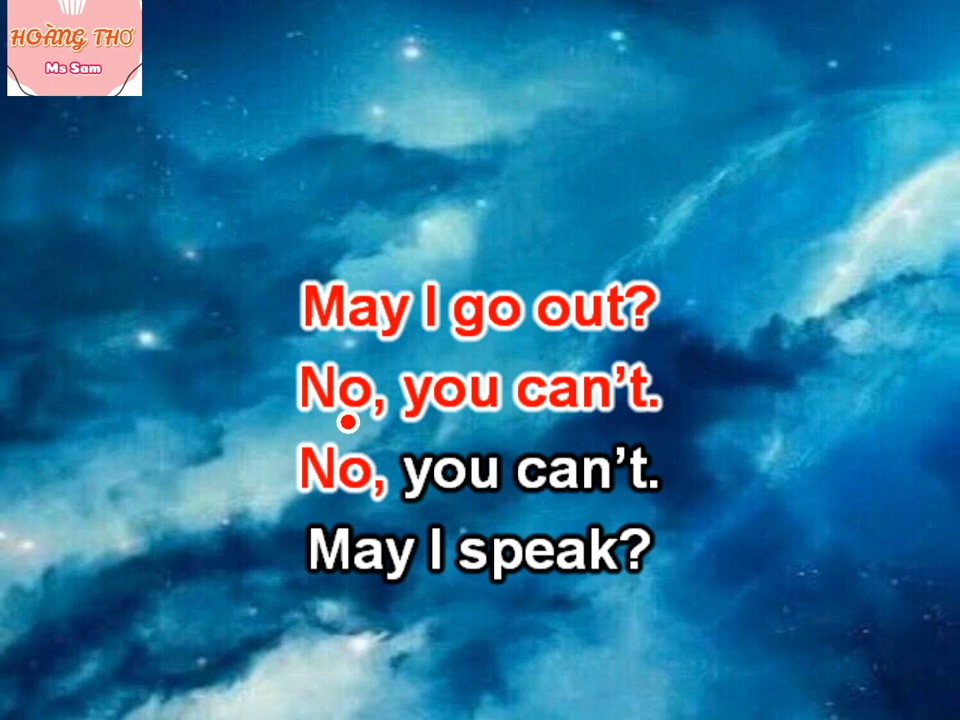 HOÀNG THƠ
Ms Sam
May I go out?
No, you can’t.
No, you can’t.
May I speak?